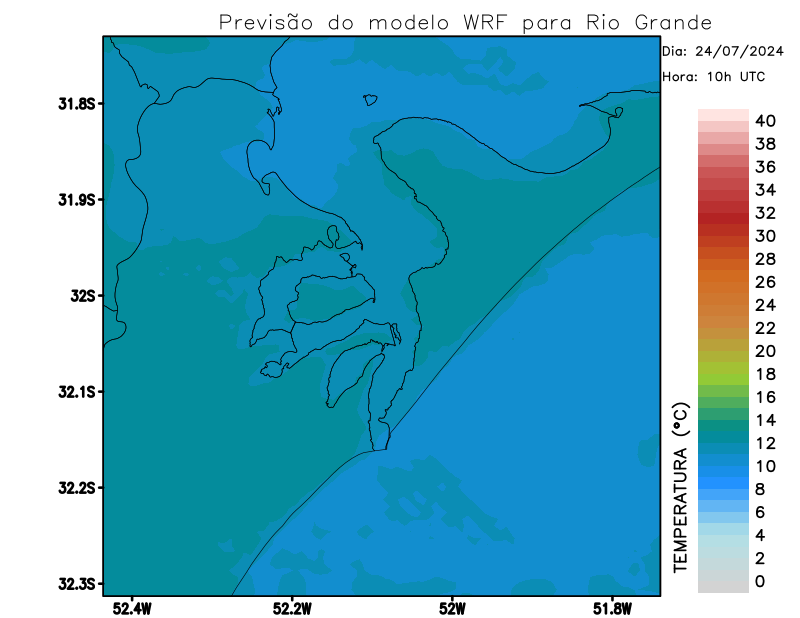 Previsão do modelo WRF para Rio Grande
Dia: 24/07/2024
Hora: 10h UTC
31.8S
31.9S
32S
32.1S
32.2S
32.3S
52.4W
52.2W
52W
51.8W
TEMPERATURA (°C)
40
38
36
34
32
30
28
26
24
22
20
18
16
14
12
10
8
6
4
2
0